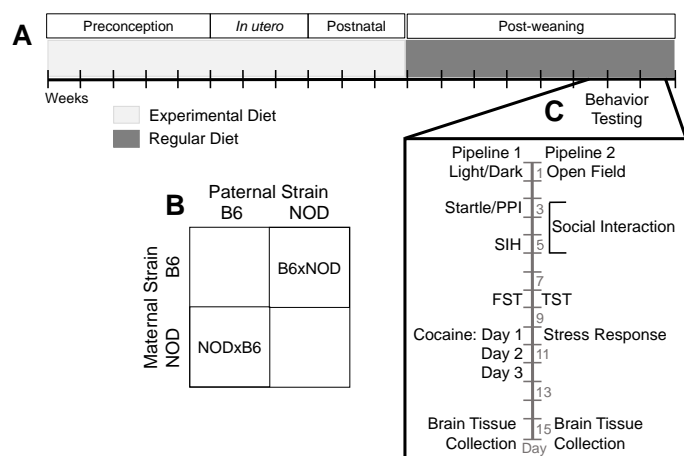 A
Preconception
In utero
Postnatal
Post-weaning
Weeks
Experimental Diet
Regular Diet
C
Behavior
Testing
B
Paternal Strain
B6 NOD
Maternal Strain
NOD B6
B6xNOD
NODxB6
Pipeline 1 Pipeline 2
Light/Dark 1 Open Field
Startle/PPI 3
Social Interaction
SIH 5
7
FST TST
9
Cocaine: Day 1 Stress Response
Day 2 11
Day 3
13
Brain Tissue 15 Brain Tissue
Collection Day Collection